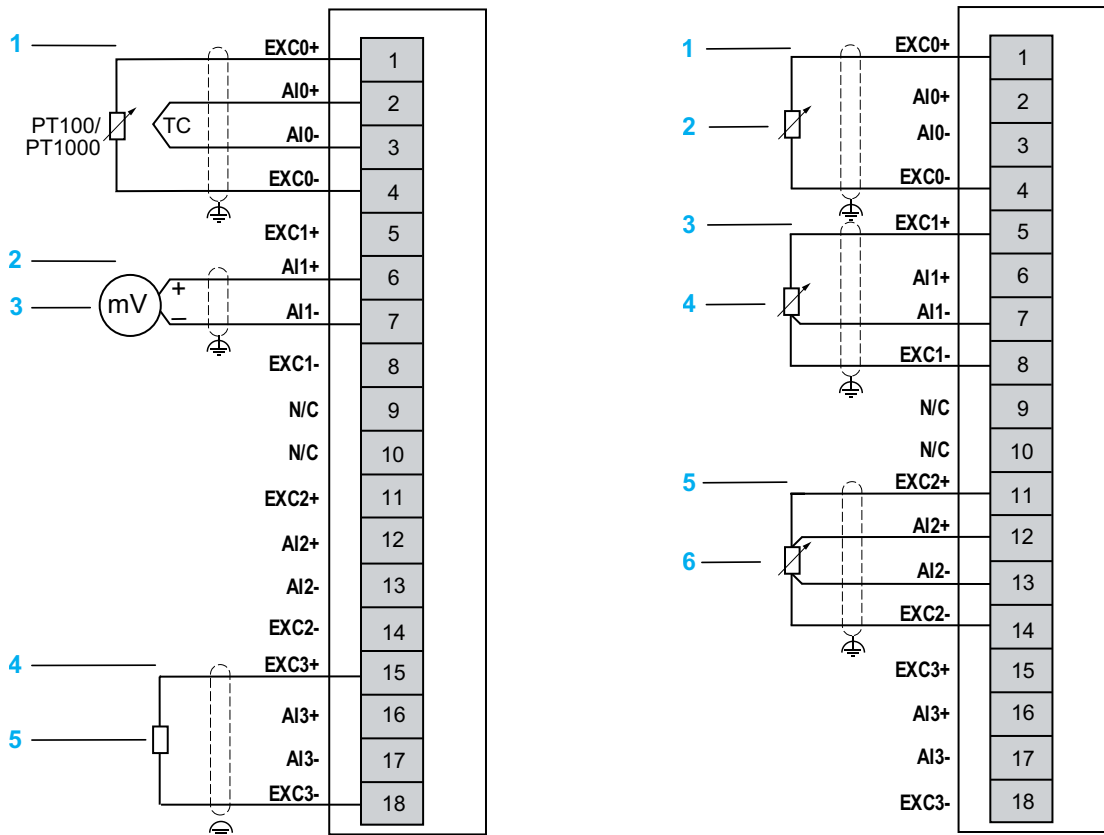 1
EXC0+
1
AI0+
2
PT100/
PT1000
TC
AI0-
3
EXC0-
4
EXC1+
5
2
AI1+
6
3
mV
+
–
AI1-
7
EXC1-
8
N/C
9
N/C
10
EXC2+
11
AI2+
12
AI2-
13
EXC2-
14
4
EXC3+
15
AI3+
16
5
AI3-
17
EXC3-
18
1
EXC0+
1
AI0+
2
2
AI0-
3
EXC0-
4
3
EXC1+
5
AI1+
6
4
AI1-
7
EXC1-
8
N/C
9
N/C
10
5
EXC2+
11
AI2+
12
6
AI2-
13
EXC2-
14
EXC3+
15
AI3+
16
AI3-
17
EXC3-
18